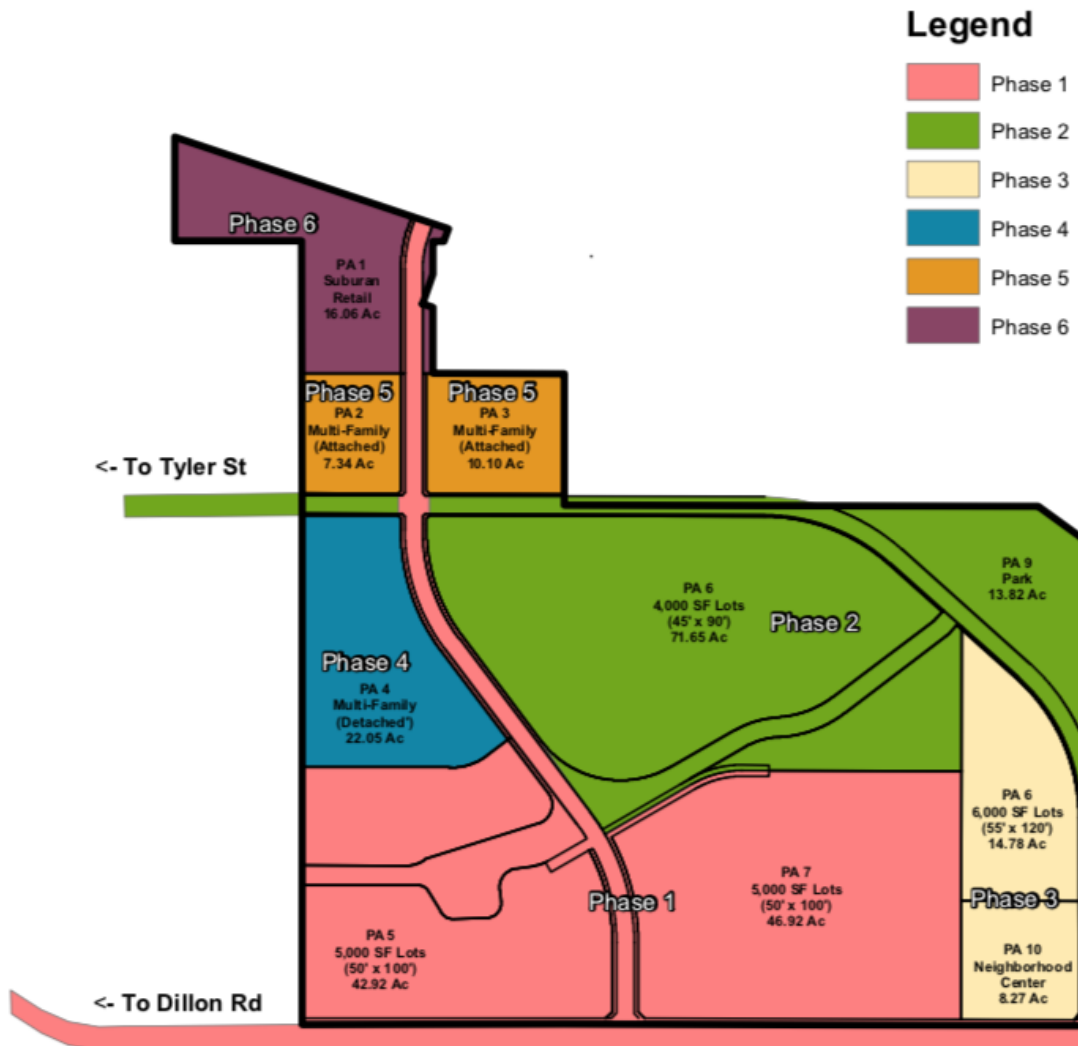 Legend
Phase 1
Phase 2
Phase 3
Phase 4
Phase 5
Phase 6
Phase 6
PA 1
Suburan
Retail
16.06 Ac
Phase 5
PA 2
Multi-Family
(Attached)
7.34 Ac
Phase 5
PA 3
Multi-Family
(Attached)
10.10 Ac
<- To Tyler St
PA 9
Park
13.82 Ac
PA 6
4,000 SF Lots
(45' x 90')
71.65 Ac
Phase 2
Phase 4
PA 4
Multi-Family
(Detached')
22.05 Ac
PA 6
6,000 SF Lots
(55' x 120')
14.78 Ac
Phase 3
PA 7
5,000 SF Lots
(50' x 100')
46.92 Ac
Phase 1
PA 5
5,000 SF Lots
(50' x 100')
42.92 Ac
PA 10
Neighborhood
Center
8.27 Ac
<- To Dillon Rd